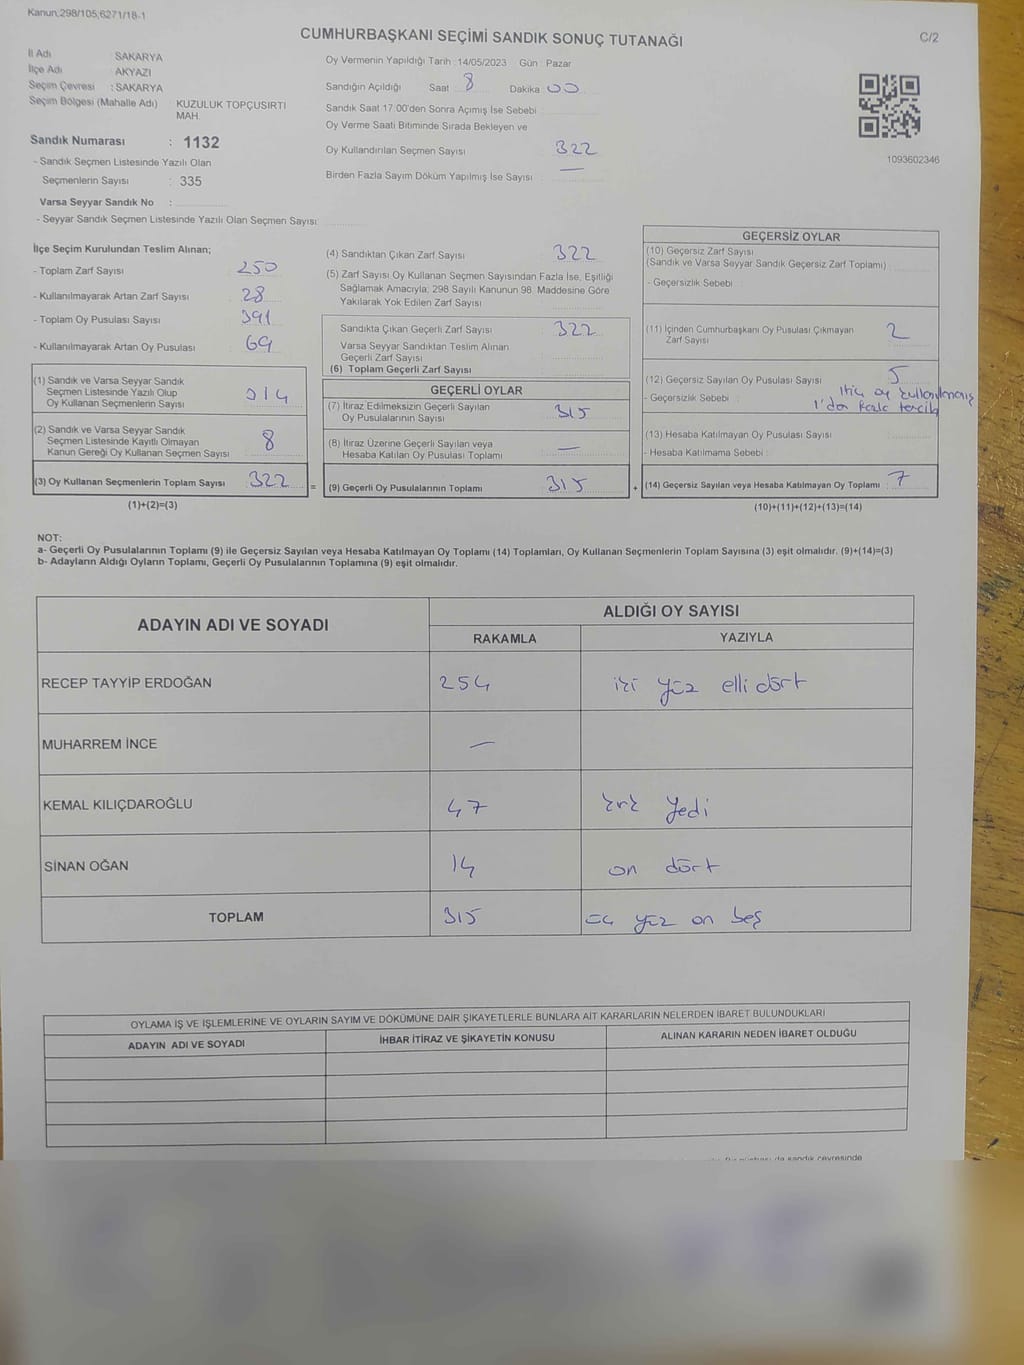 Kanun;298/105;6271/18-1
CUMHURBAŞKANI SEÇİMİ SANDIK SONUÇ TUTANAĞI
C/2
İl Adı SAKARYA
İlçe Adı AKYAZI
Seçim Çevresi : SAKARYA
Seçim Bölgesi (Mahalle Adı) KUZULUK TOPÇUSIRTI
MAH.
Sandık Numarası : 1132
- Sandık Seçmen Listesinde Yazılı Olan
Seçmenlerin Sayısı : 335
Varsa Seyyar Sandık No :
- Seyyar Sandık Seçmen Listesinde Yazılı Olan Seçmen Sayısı:
Oy Vermenin Yapıldığı Tarih :14/05/2023 Gün : Pazar
Sandığın Açıldığı Saat 8 Dakika 00
Sandık Saat 17:00'den Sonra Açımış İse Sebebi
Oy Verme Saati Bitiminde Sırada Bekleyen ve
Oy Kullandırılan Seçmen Sayısı 322
Birden Fazla Sayım Döküm Yapılmış İse Sayısı : —
1093602346
İlçe Seçim Kurulundan Teslim Alınan;
- Toplam Zarf Sayısı 250
- Kullanılmayarak Artan Zarf Sayısı 28
- Toplam Oy Pusulası Sayısı 391
- Kullanılmayarak Artan Oy Pusulası 69
(1) Sandık ve Varsa Seyyar Sandık
Seçmen Listesinde Yazılı Olup
Oy Kullanan Seçmenlerin Sayısı 314
(2) Sandık ve Varsa Seyyar Sandık
Seçmen Listesinde Kayıtlı Olmayan
Kanun Gereği Oy Kullanan Seçmen Sayısı 8
(3) Oy Kullanan Seçmenlerin Toplam Sayısı 322
(1)+(2)=(3)
(4) Sandıktan Çıkan Zarf Sayısı 322
(5) Zarf Sayısı Oy Kullanan Seçmen Sayısından Fazla İse, Eşitliği
Sağlamak Amacıyla; 298 Sayılı Kanunun 98. Maddesine Göre
Yakılarak Yok Edilen Zarf Sayısı
Sandıkta Çıkan Geçerli Zarf Sayısı 322
Varsa Seyyar Sandıktan Teslim Alınan
Geçerli Zarf Sayısı
(6) Toplam Geçerli Zarf Sayısı
GEÇERLİ OYLAR
(7) İtiraz Edilmeksizin Geçerli Sayılan
Oy Pusulalarının Sayısı 315
(8) İtiraz Üzerine Geçerli Sayılan veya
Hesaba Katılan Oy Pusulası Toplamı —
= (9) Geçerli Oy Pusulalarının Toplamı 315 +
GEÇERSİZ OYLAR
(10) Geçersiz Zarf Sayısı
(Sandık ve Varsa Seyyar Sandık Geçersiz Zarf Toplamı)
- Geçersizlik Sebebi :
(11) İçinden Cumhurbaşkanı Oy Pusulası Çıkmayan
Zarf Sayısı 2
(12) Geçersiz Sayılan Oy Pusulası Sayısı 5
- Geçersizlik Sebebi Hiç oy kullanılmamış
1'den fazla tercih
(13) Hesaba Katılmayan Oy Pusulası Sayısı
- Hesaba Katılmama Sebebi :
(14) Geçersiz Sayılan veya Hesaba Katılmayan Oy Toplamı : 7
(10)+(11)+(12)+(13)=(14)
NOT:
a- Geçerli Oy Pusulalarının Toplamı (9) ile Geçersiz Sayılan veya Hesaba Katılmayan Oy Toplamı (14) Toplamları, Oy Kullanan Seçmenlerin Toplam Sayısına (3) eşit olmalıdır. (9)+(14)=(3)
b- Adayların Aldığı Oyların Toplamı, Geçerli Oy Pusulalarının Toplamına (9) eşit olmalıdır.
ADAYIN ADI VE SOYADI ALDIĞI OY SAYISI
RAKAMLA YAZIYLA
RECEP TAYYİP ERDOĞAN 254 iki yüz elli dört
MUHARREM İNCE —
KEMAL KILIÇDAROĞLU 47 kırk yedi
SİNAN OĞAN 14 on dört
TOPLAM 315 üç yüz on beş
OYLAMA İŞ VE İŞLEMLERİNE VE OYLARIN SAYIM VE DÖKÜMÜNE DAİR ŞİKAYETLERLE BUNLARA AİT KARARLARIN NELERDEN İBARET BULUNDUKLARI
ADAYIN ADI VE SOYADI İHBAR İTİRAZ VE ŞİKAYETİN KONUSU ALINAN KARARIN NEDEN İBARET OLDUĞU